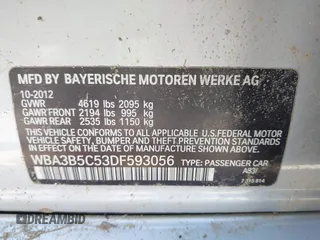 MFD BY BAYERISCHE MOTOREN WERKE AG
10-2012
GVWR 4619 lbs 2095 kg
GAWR FRONT 2194 lbs 995 kg
GAWR REAR 2535 lbs 1150 kg
THIS VEHICLE CONFORMS TO ALL APPLICABLE U.S. FEDERAL MOTOR
VEHICLE SAFETY, BUMPER, AND THEFT PREVENTION STANDARDS
IN EFFECT ON THE DATE OF MANUFACTURE SHOWN ABOVE.
WBA3B5C53DF593056 TYPE: PASSENGER CAR
A83/
AUTOBIDMASTER